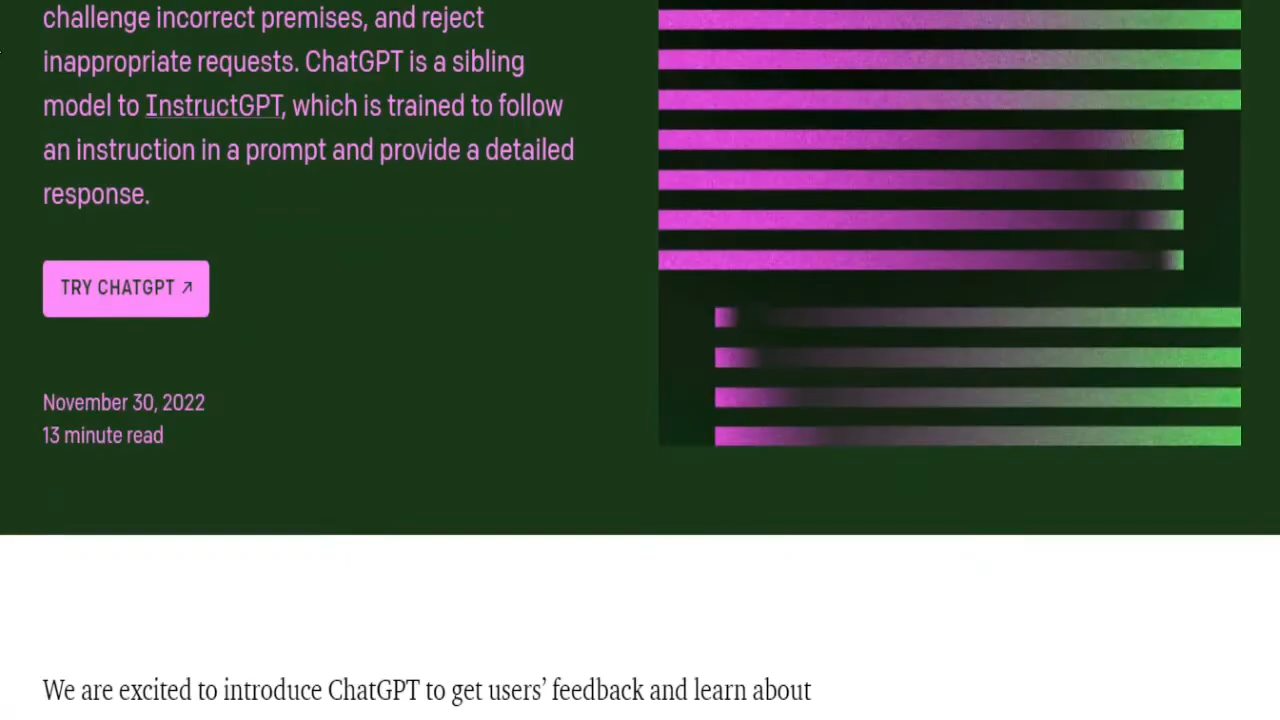 challenge incorrect premises, and reject
inappropriate requests. ChatGPT is a sibling
model to InstructGPT, which is trained to follow
an instruction in a prompt and provide a detailed
response.
TRY CHATGPT ↗
November 30, 2022
13 minute read
We are excited to introduce ChatGPT to get users’ feedback and learn about